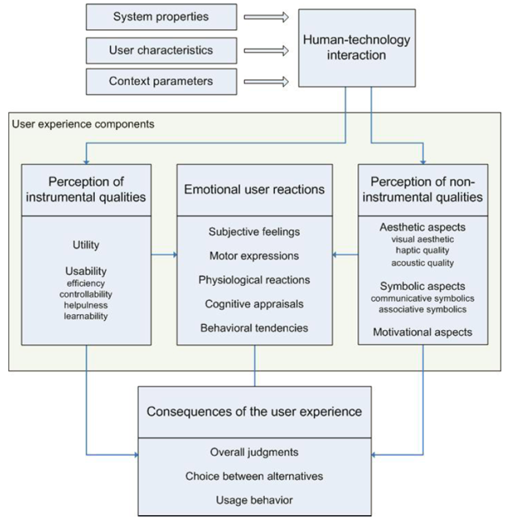 System properties
User characteristics
Context parameters
Human-technology
interaction
User experience components
Perception of
instrumental qualities
Utility
Usability
efficiency
controllability
helpulness
learnability
Emotional user reactions
Subjective feelings
Motor expressions
Physiological reactions
Cognitive appraisals
Behavioral tendencies
Perception of non-
instrumental qualities
Aesthetic aspects
visual aesthetic
haptic quality
acoustic quality
Symbolic aspects
communicative symbolics
associative symbolics
Motivational aspects
Consequences of the user experience
Overall judgments
Choice between alternatives
Usage behavior